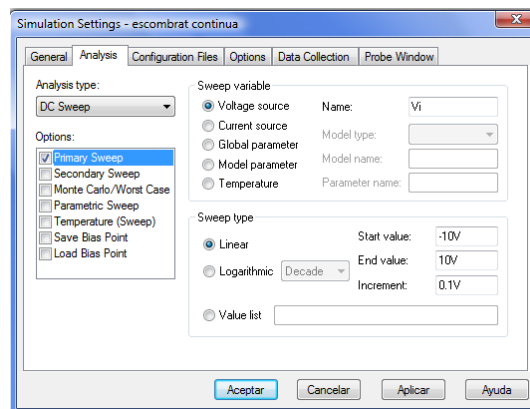 Simulation Settings - escombrat continua
General Analysis Configuration Files Options Data Collection Probe Window
Analysis type:
DC Sweep
Options:
Primary Sweep
Secondary Sweep
Monte Carlo/Worst Case
Parametric Sweep
Temperature (Sweep)
Save Bias Point
Load Bias Point
Sweep variable
Voltage source Name: Vi
Current source Model type:
Global parameter
Model parameter Model name:
Temperature Parameter name:
Sweep type
Linear
Logarithmic Decade
Start value: -10V
End value: 10V
Increment: 0.1V
Value list
Aceptar Cancelar Aplicar Ayuda